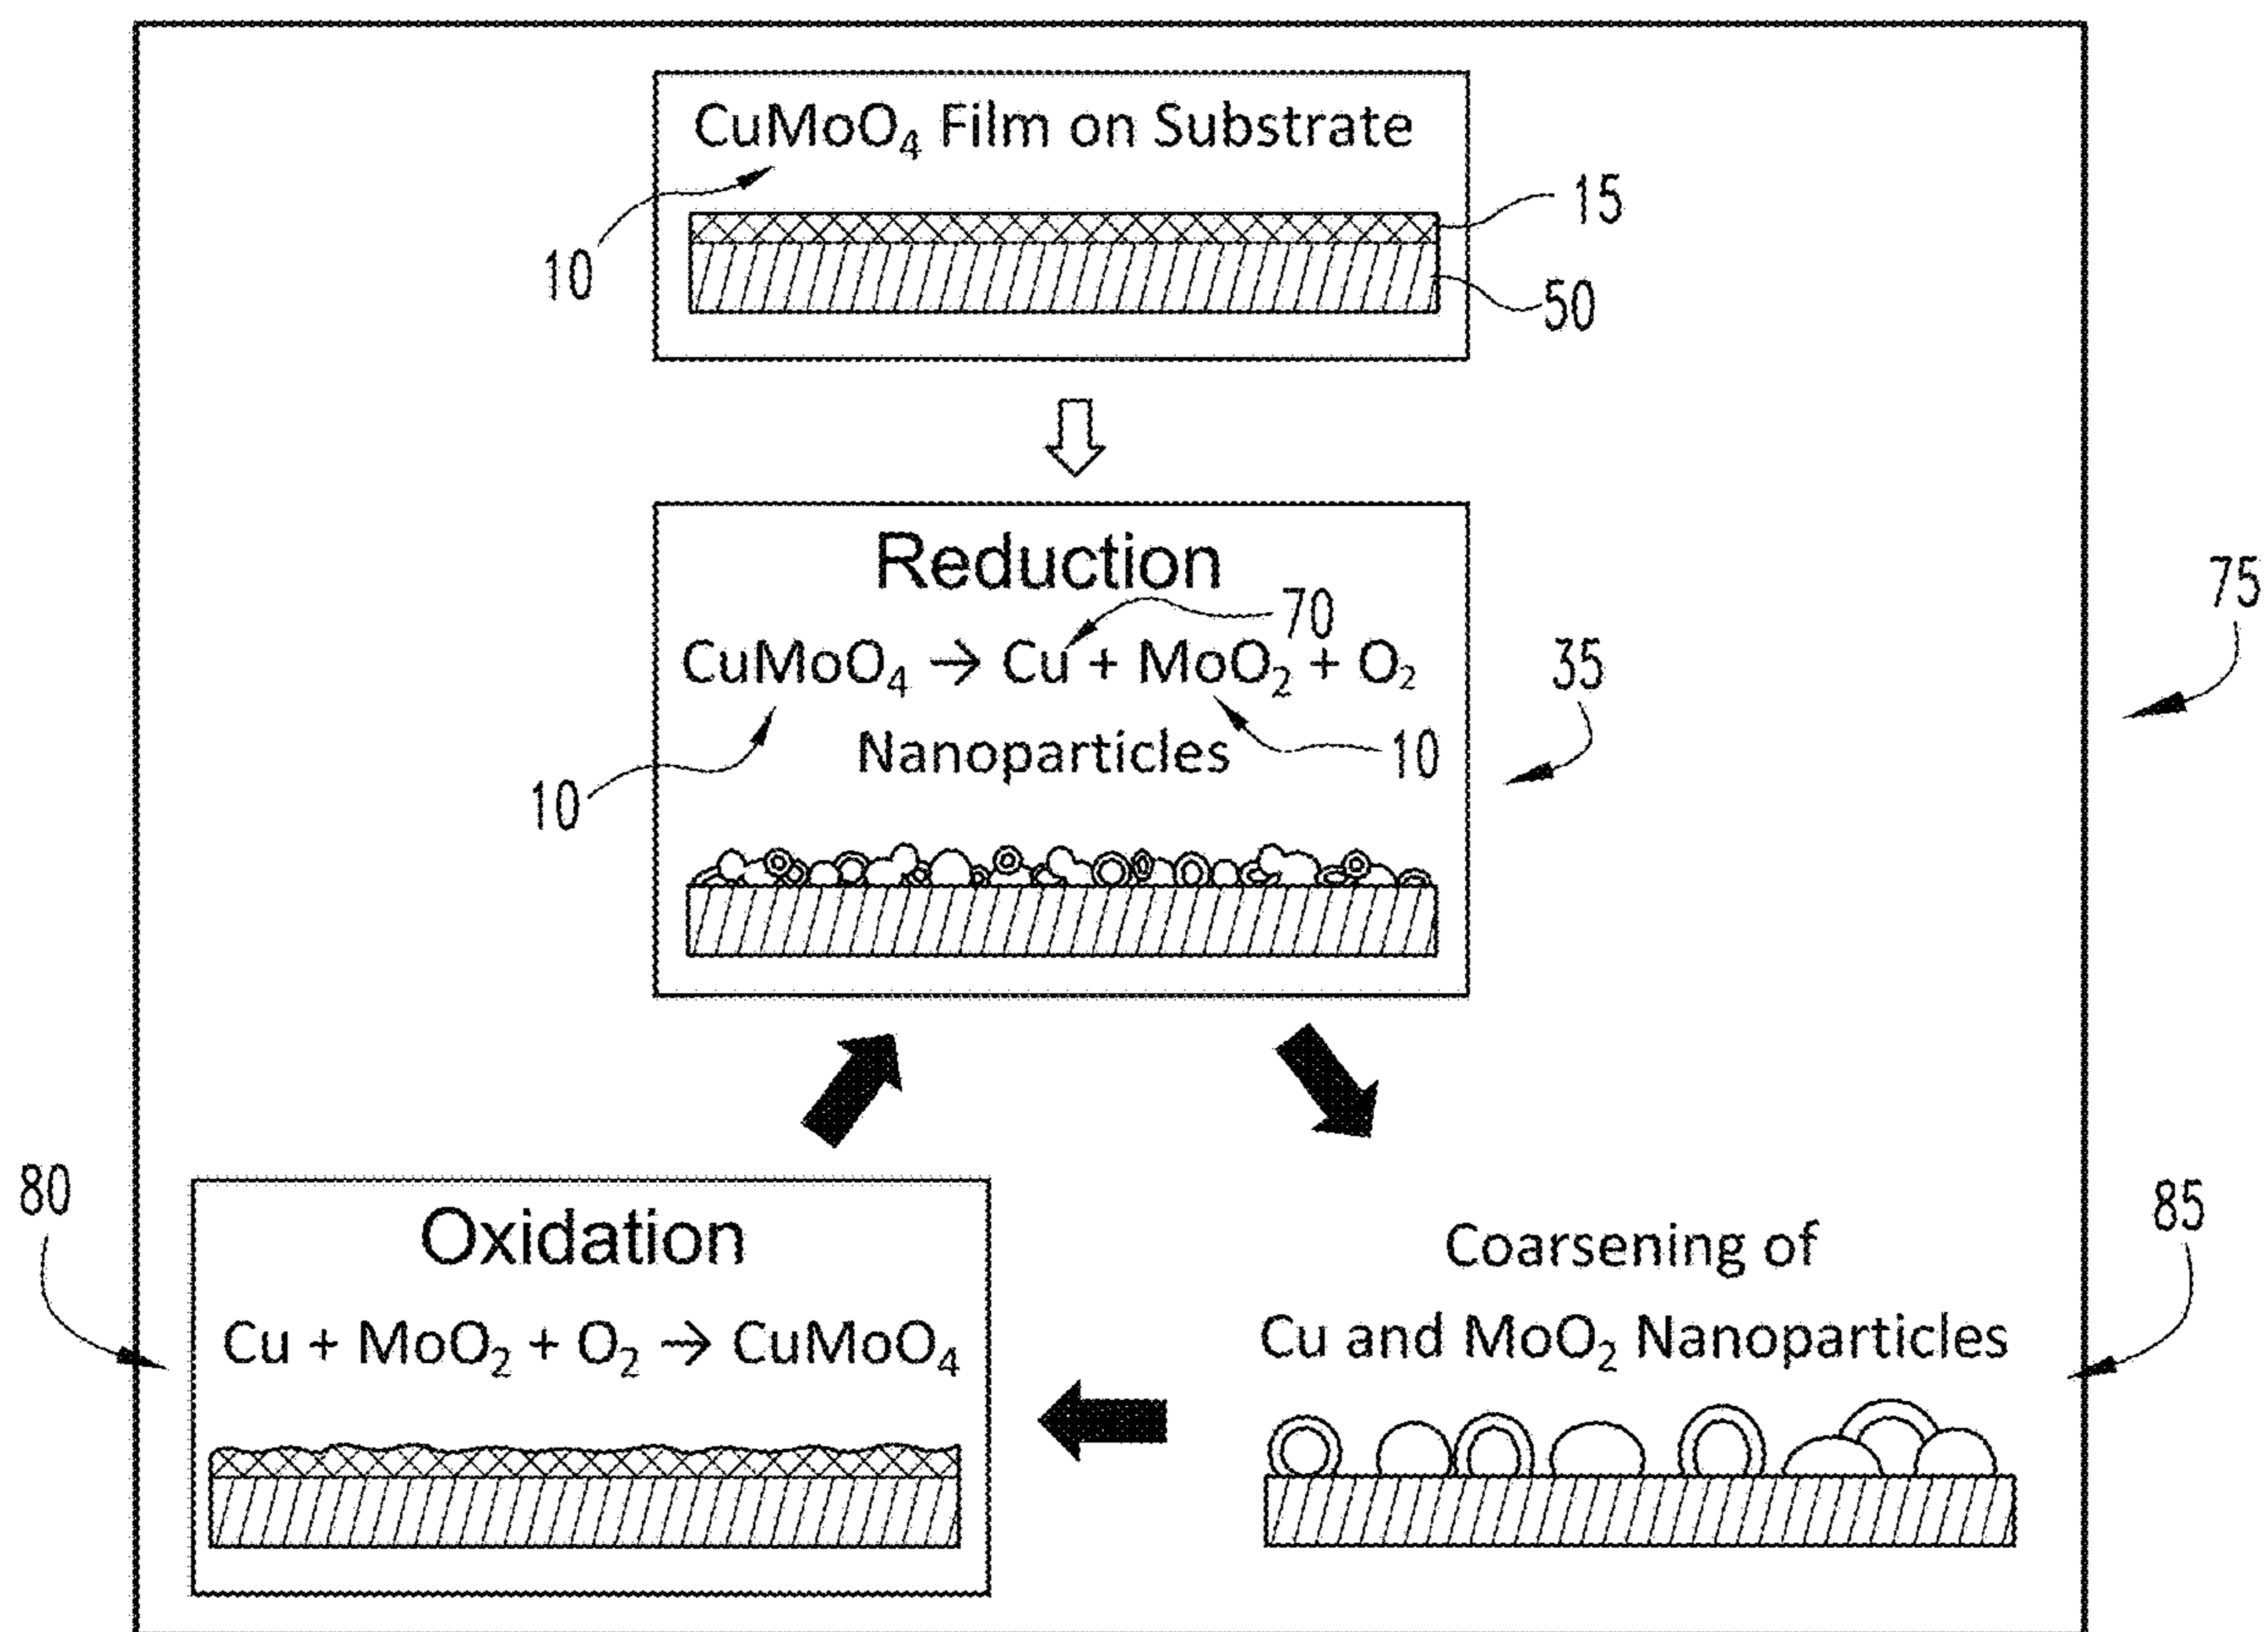 CuMoO₄ Film on Substrate
15
10
50
Reduction
70
CuMoO₄ → Cu + MoO₂ + O₂
35
75
Nanoparticles
10
10
80
Oxidation
Cu + MoO₂ + O₂ → CuMoO₄
85
Coarsening of
Cu and MoO₂ Nanoparticles